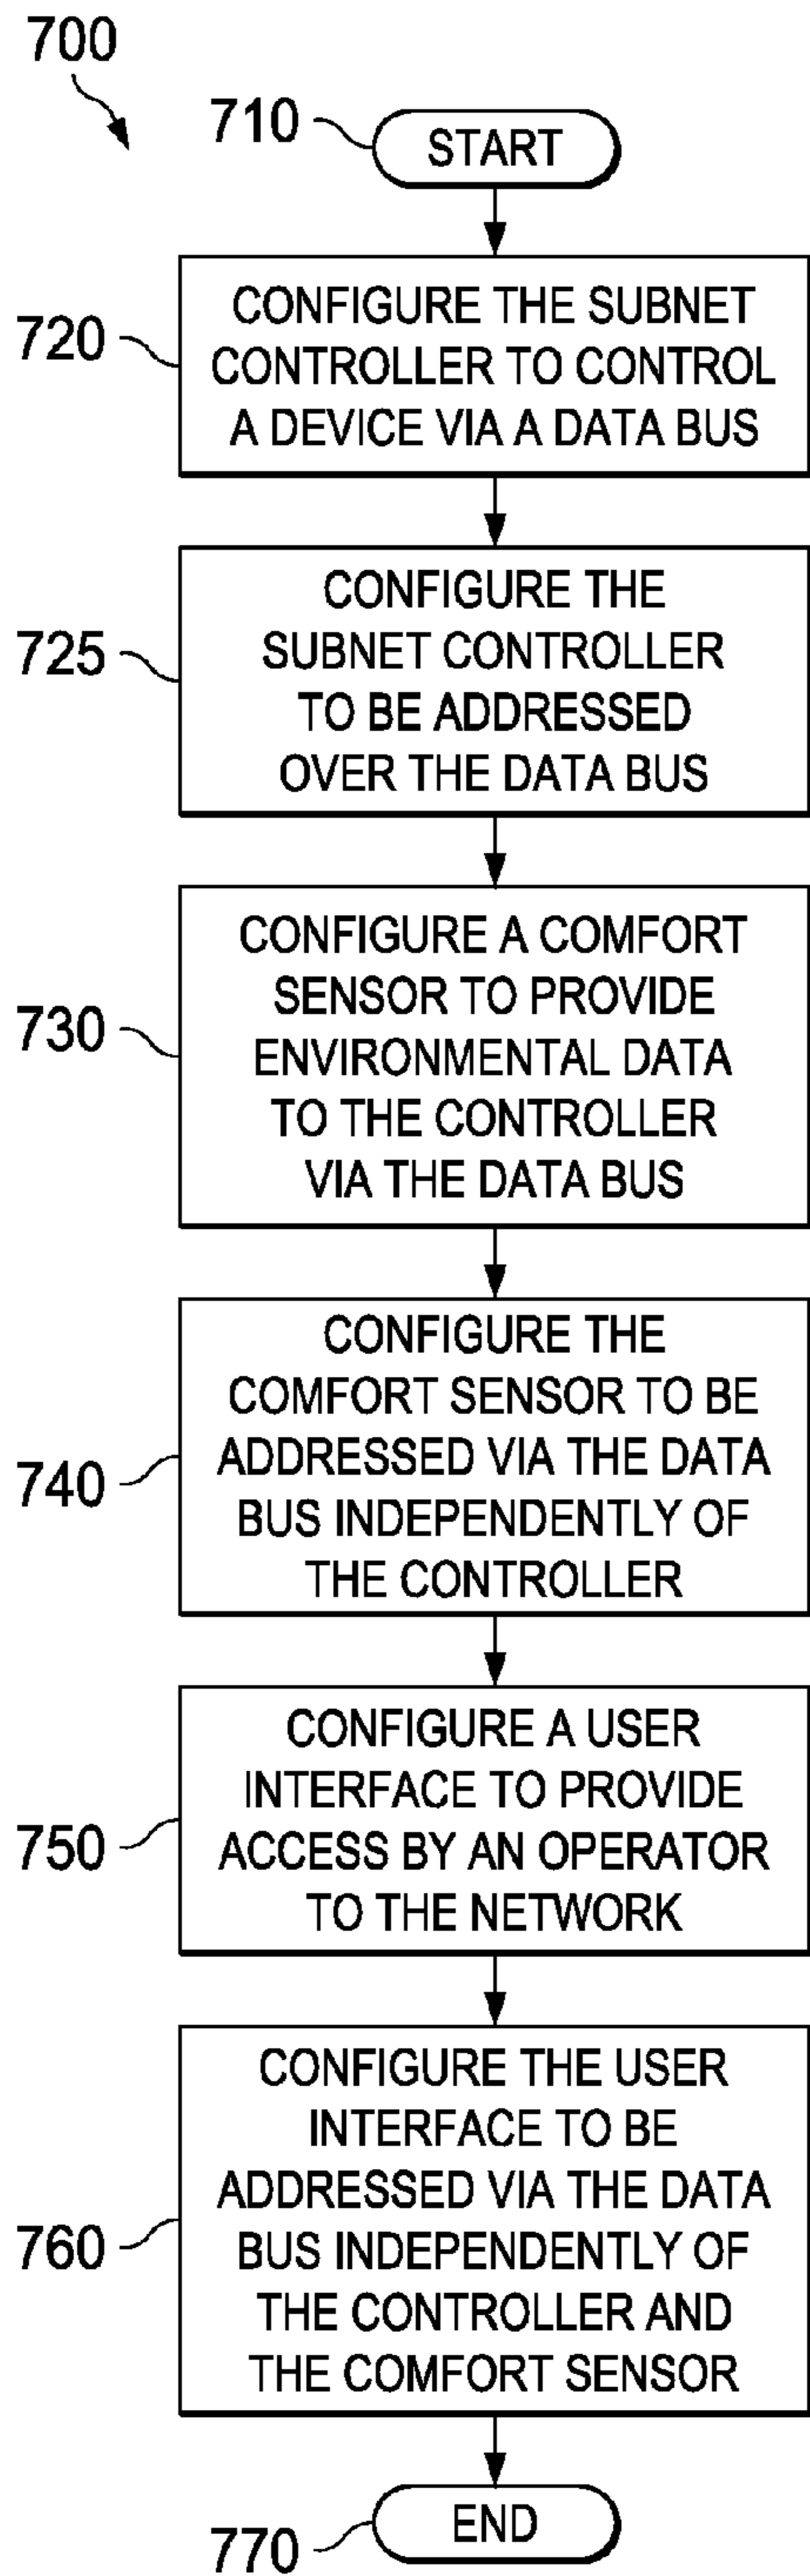 700
710
START
720
CONFIGURE THE SUBNET
CONTROLLER TO CONTROL
A DEVICE VIA A DATA BUS
725
CONFIGURE THE
SUBNET CONTROLLER
TO BE ADDRESSED
OVER THE DATA BUS
730
CONFIGURE A COMFORT
SENSOR TO PROVIDE
ENVIRONMENTAL DATA
TO THE CONTROLLER
VIA THE DATA BUS
740
CONFIGURE THE
COMFORT SENSOR TO BE
ADDRESSED VIA THE DATA
BUS INDEPENDENTLY OF
THE CONTROLLER
750
CONFIGURE A USER
INTERFACE TO PROVIDE
ACCESS BY AN OPERATOR
TO THE NETWORK
760
CONFIGURE THE USER
INTERFACE TO BE
ADDRESSED VIA THE DATA
BUS INDEPENDENTLY OF
THE CONTROLLER AND
THE COMFORT SENSOR
770
END